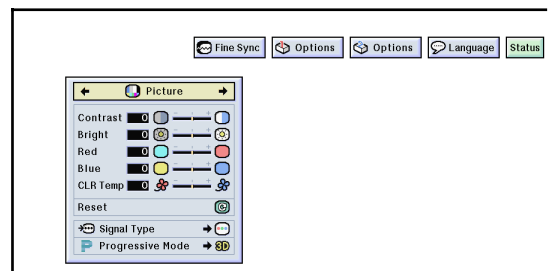 Fine Sync Options Options Language Status
Picture
Contrast 0
Bright 0
Red 0
Blue 0
CLR Temp 0
Reset
Signal Type
P Progressive Mode 3D